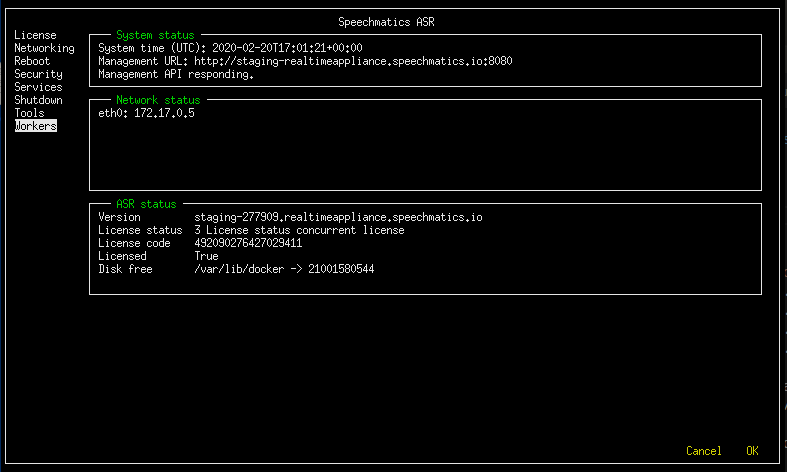 Speechmatics ASR
License
Networking
Reboot
Security
Services
Shutdown
Tools
Workers
System status
System time (UTC): 2020-02-20T17:01:21+00:00
Management URL: http://staging-realtimeappliance.speechmatics.io:8080
Management API responding.
Network status
eth0: 172.17.0.5
ASR status
Version staging-277909.realtimeappliance.speechmatics.io
License status 3 License status concurrent license
License code 492090276427029411
Licensed True
Disk free /var/lib/docker -> 21001580544
Cancel OK